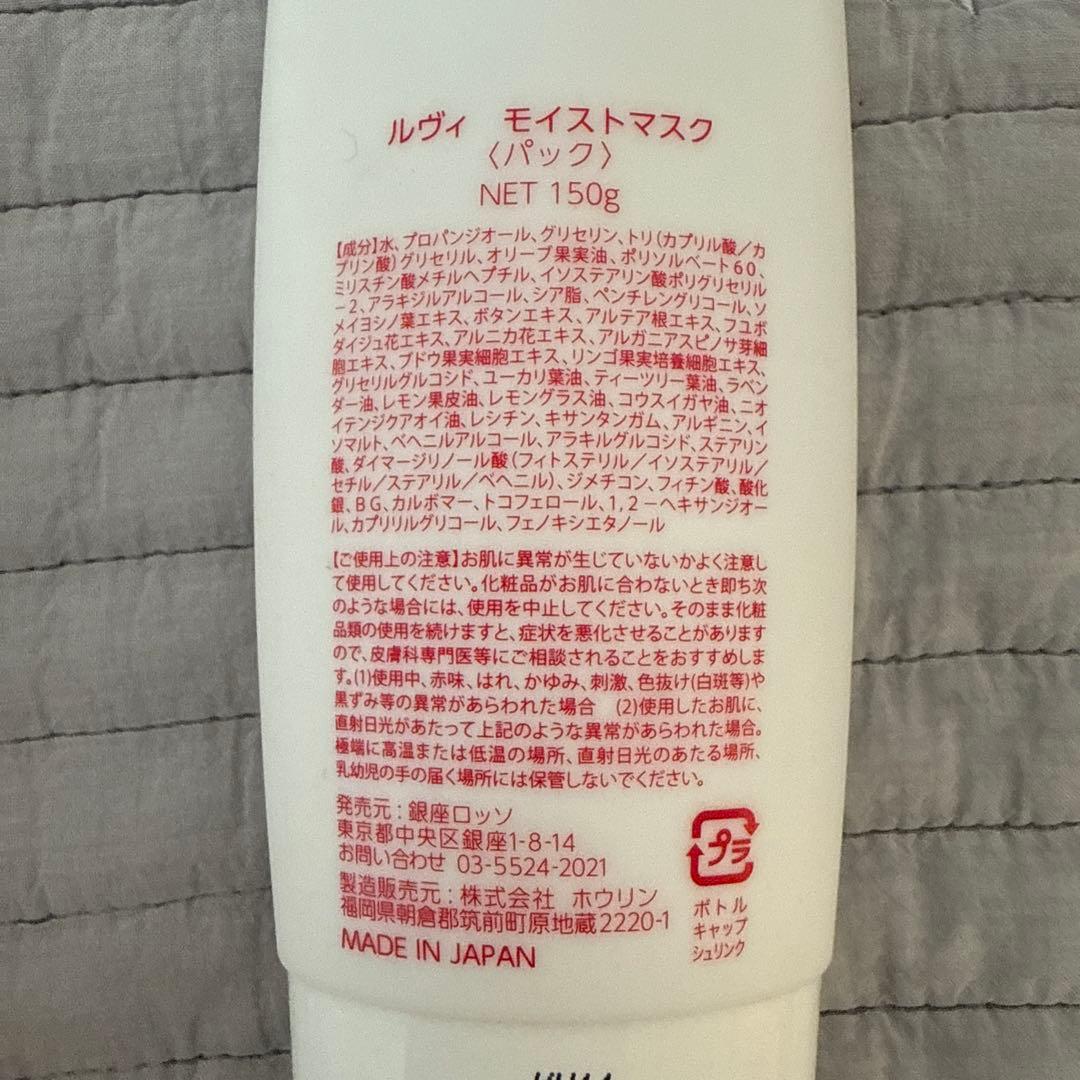 ルヴィ　モイストマスク
〈パック〉
NET 150g
【成分】水、プロパンジオール、グリセリン、トリ(カプリル酸/カ
プリン酸)グリセリル、オリーブ果実油、ポリソルベート60、
ミリスチン酸メチルヘプチル、イソステアリン酸ポリグリセリル
-2、アラキジルアルコール、シア脂、ペンチレングリコール、ソ
メイヨシノ葉エキス、ボタンエキス、アルテア根エキス、フユボ
ダイジュ花エキス、アルニカ花エキス、アルガニアスピノサ芽細
胞エキス、ブドウ果実細胞エキス、リンゴ果実培養細胞エキス、
グリセリルグルコシド、ユーカリ葉油、ティーツリー葉油、ラベン
ダー油、レモン果皮油、レモングラス油、コウスイガヤ油、ニオ
イテンジクアオイ油、レシチン、キサンタンガム、アルギニン、イ
ソマルト、ベヘニルアルコール、アラキルグルコシド、ステアリン
酸、ダイマージリノール酸(フィトステリル/イソステアリル/
セチル/ステアリル/ベヘニル)、ジメチコン、フィチン酸、酸化
銀、BG、カルボマー、トコフェロール、1,2-ヘキサンジオー
ル、カプリリルグリコール、フェノキシエタノール
【ご使用上の注意】お肌に異常が生じていないかよく注意し
て使用してください。化粧品がお肌に合わないとき即ち次
のような場合には、使用を中止してください。そのまま化粧
品類の使用を続けますと、症状を悪化させることがあります
ので、皮膚科専門医等にご相談されることをおすすめしま
す。(1)使用中、赤味、はれ、かゆみ、刺激、色抜け(白斑等)や
黒ずみ等の異常があらわれた場合　(2)使用したお肌に、
直射日光があたって上記のような異常があらわれた場合。
極端に高温または低温の場所、直射日光のあたる場所、
乳幼児の手の届く場所には保管しないでください。
発売元：銀座ロッソ
東京都中央区銀座1-8-14
お問い合わせ 03-5524-2021
製造販売元：株式会社 ホウリン
福岡県朝倉郡筑前町原地蔵2220-1
MADE IN JAPAN
プラ
ボトル
キャップ
シュリンク